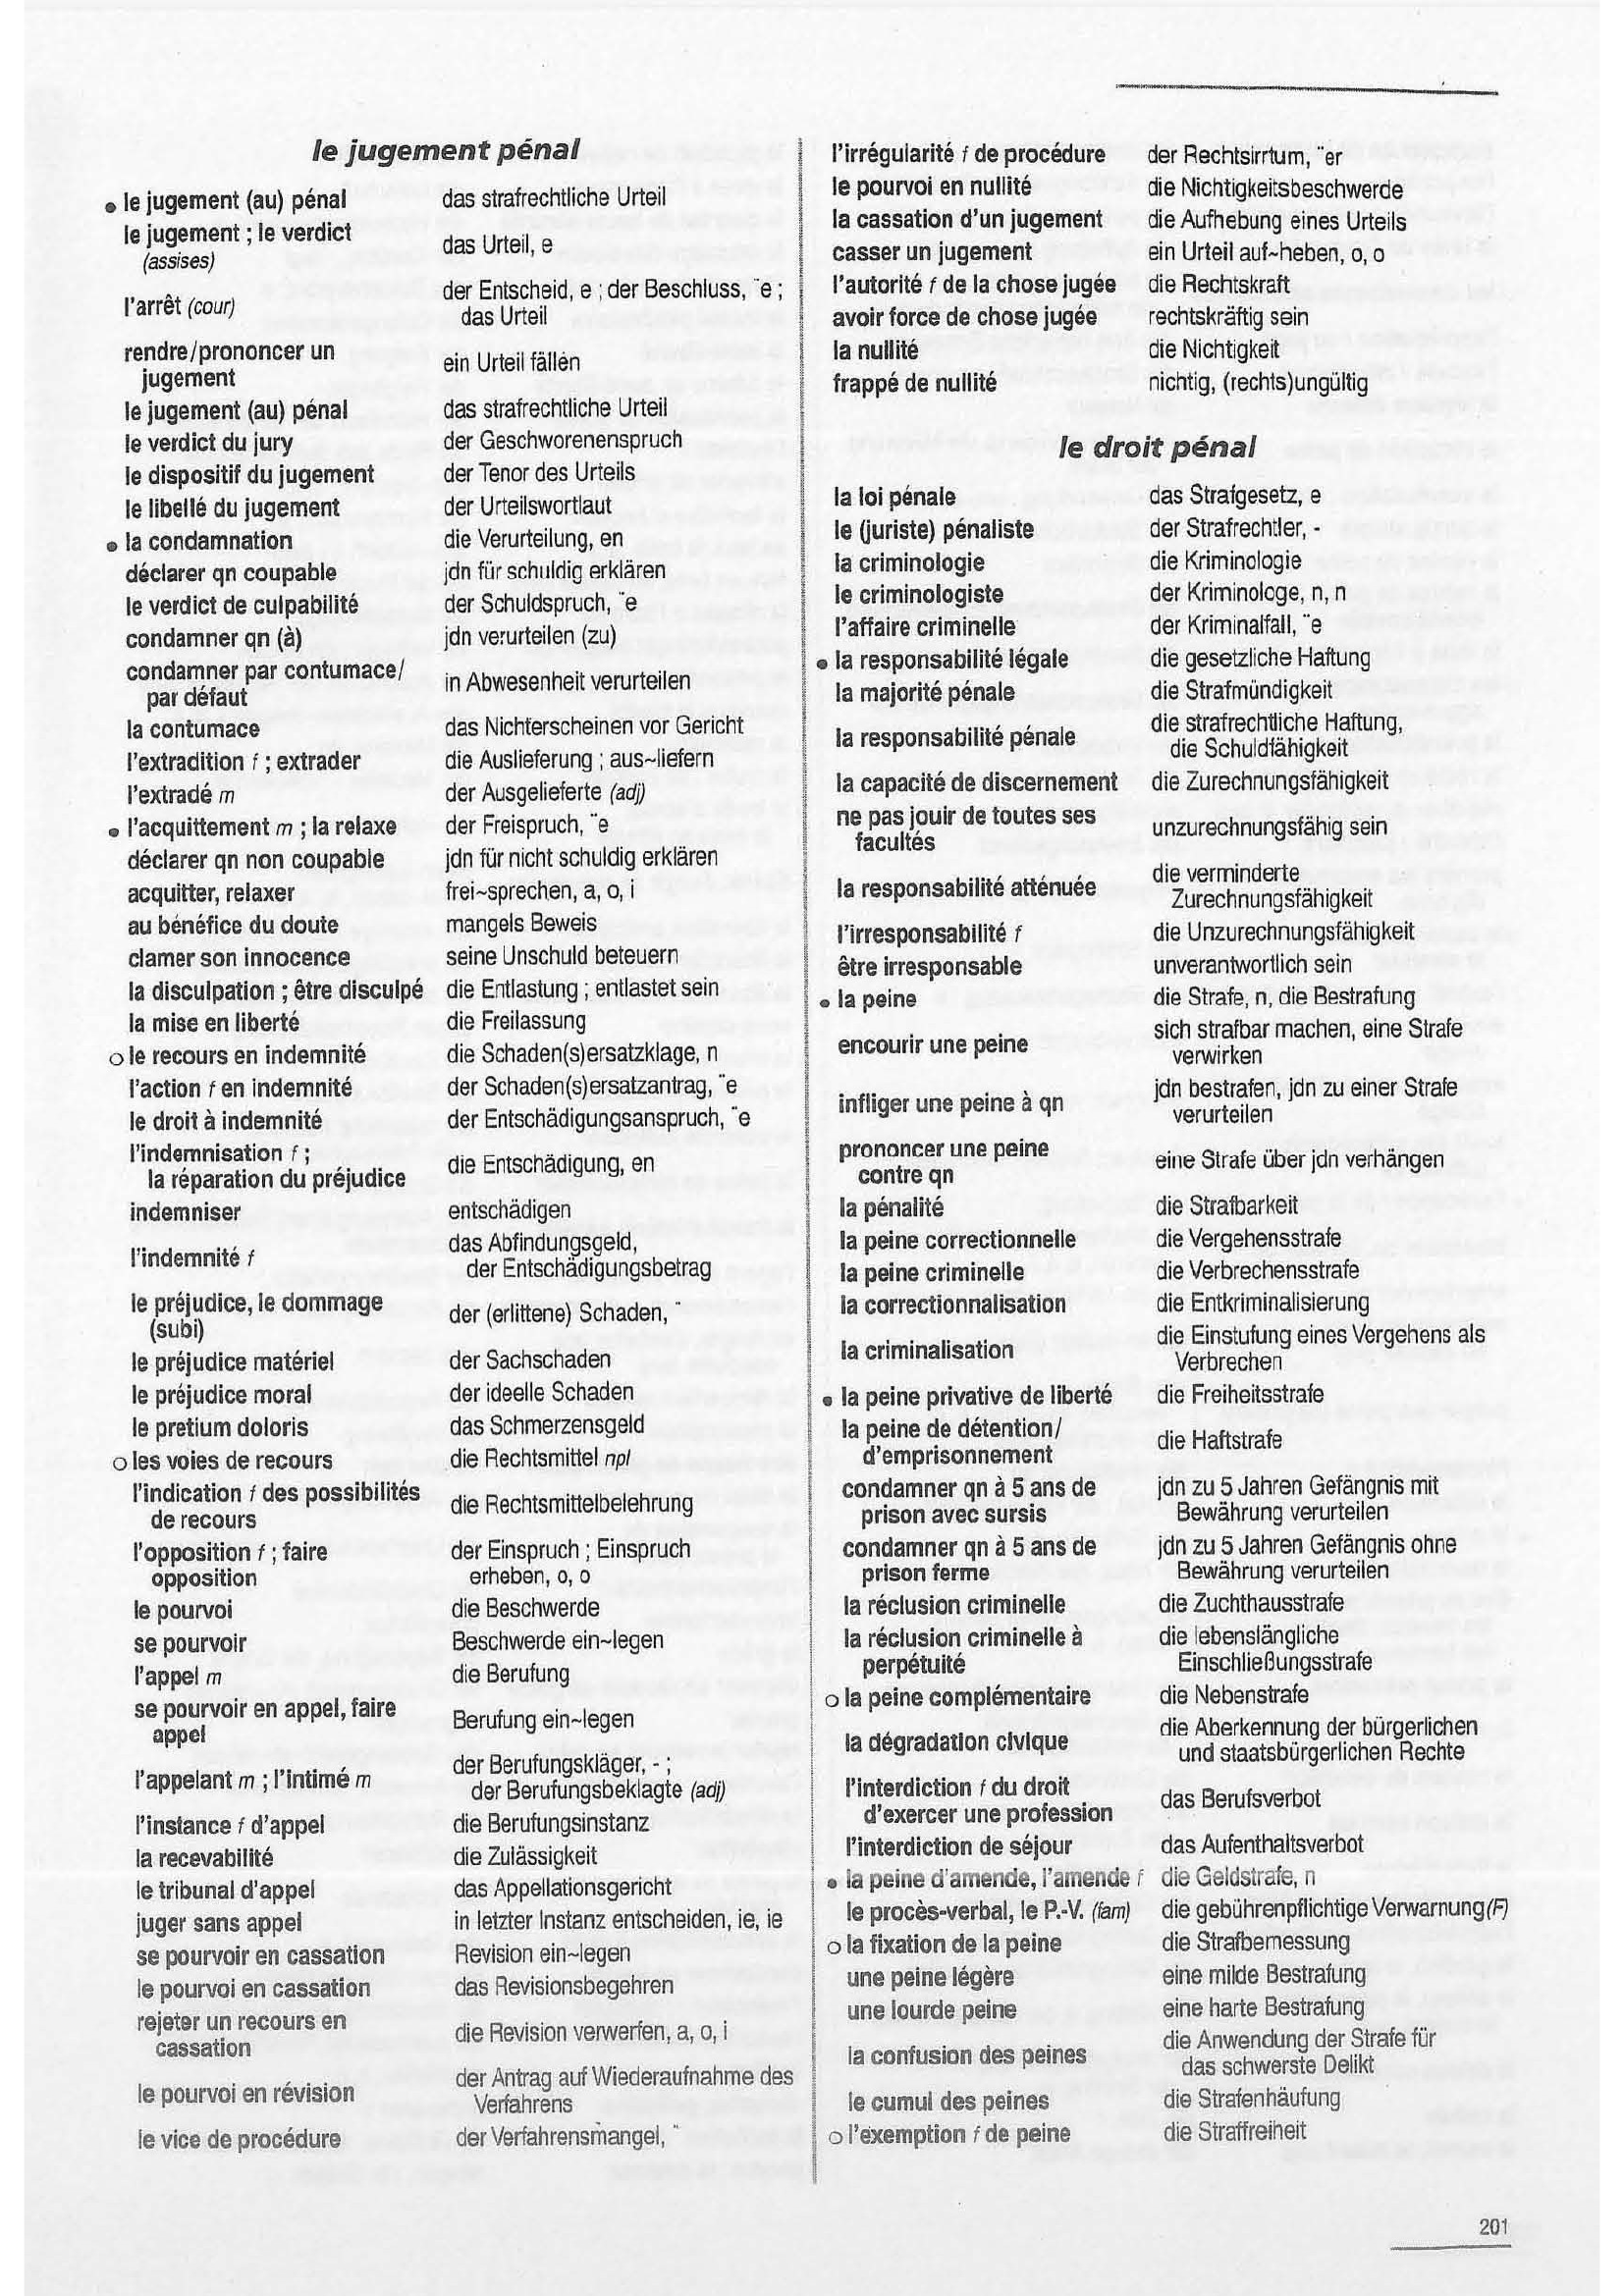 le jugement pénal
• le jugement (au) pénal das strafrechtliche Urteil
le jugement ; le verdict
(assises) das Urteil, e
l'arrêt (cour) der Entscheid, e ; der Beschluss, ¨e ;
das Urteil
rendre/prononcer un
jugement ein Urteil fällen
le jugement (au) pénal das strafrechtliche Urteil
le verdict du jury der Geschworenenspruch
le dispositif du jugement der Tenor des Urteils
le libellé du jugement der Urteilswortlaut
• la condamnation die Verurteilung, en
déclarer qn coupable jdn für schuldig erklären
le verdict de culpabilité der Schuldspruch, ¨e
condamner qn (à) jdn verurteilen (zu)
condamner par contumace/
par défaut in Abwesenheit verurteilen
la contumace das Nichterscheinen vor Gericht
l'extradition f ; extrader die Auslieferung ; aus~liefern
l'extradé m der Ausgelieferte (adj)
• l'acquittement m ; la relaxe der Freispruch, ¨e
déclarer qn non coupable jdn für nicht schuldig erklären
acquitter, relaxer frei~sprechen, a, o, i
au bénéfice du doute mangels Beweis
clamer son innocence seine Unschuld beteuern
la disculpation ; être disculpé die Entlastung ; entlastet sein
la mise en liberté die Freilassung
o le recours en indemnité die Schaden(s)ersatzklage, n
l'action f en indemnité der Schaden(s)ersatzantrag, ¨e
le droit à indemnité der Entschädigungsanspruch, ¨e
l'indemnisation f ;
la réparation du préjudice die Entschädigung, en
indemniser entschädigen
l'indemnité f das Abfindungsgeld,
der Entschädigungsbetrag
le préjudice, le dommage
(subi) der (erlittene) Schaden, ¨
le préjudice matériel der Sachschaden
le préjudice moral der ideelle Schaden
le pretium doloris das Schmerzensgeld
o les voies de recours die Rechtsmittel npl
l'indication f des possibilités
de recours die Rechtsmittelbelehrung
l'opposition f ; faire der Einspruch ; Einspruch
opposition erheben, o, o
le pourvoi die Beschwerde
se pourvoir Beschwerde ein~legen
l'appel m die Berufung
se pourvoir en appel, faire
appel Berufung ein~legen
l'appelant m ; l'intimé m der Berufungskläger, - ;
der Berufungsbeklagte (adj)
l'instance f d'appel die Berufungsinstanz
la recevabilité die Zulässigkeit
le tribunal d'appel das Appellationsgericht
juger sans appel in letzter Instanz entscheiden, ie, ie
se pourvoir en cassation Revision ein~legen
le pourvoi en cassation das Revisionsbegehren
rejeter un recours en
cassation die Revision verwerfen, a, o, i
le pourvoi en révision der Antrag auf Wiederaufnahme des
Verfahrens
le vice de procédure der Verfahrensmangel, ¨
l'irrégularité f de procédure der Rechtsirrtum, ¨er
le pourvoi en nullité die Nichtigkeitsbeschwerde
la cassation d'un jugement die Aufhebung eines Urteils
casser un jugement ein Urteil auf~heben, o, o
l'autorité f de la chose jugée die Rechtskraft
avoir force de chose jugée rechtskräftig sein
la nullité die Nichtigkeit
frappé de nullité nichtig, (rechts)ungültig
le droit pénal
la loi pénale das Strafgesetz, e
le (juriste) pénaliste der Strafrechtler, -
la criminologie die Kriminologie
le criminologiste der Kriminologe, n, n
l'affaire criminelle der Kriminalfall, ¨e
• la responsabilité légale die gesetzliche Haftung
la majorité pénale die Strafmündigkeit
la responsabilité pénale die strafrechtliche Haftung,
die Schuldfähigkeit
la capacité de discernement die Zurechnungsfähigkeit
ne pas jouir de toutes ses
facultés unzurechnungsfähig sein
la responsabilité atténuée die verminderte
Zurechnungsfähigkeit
l'irresponsabilité f die Unzurechnungsfähigkeit
être irresponsable unverantwortlich sein
• la peine die Strafe, n, die Bestrafung
encourir une peine sich strafbar machen, eine Strafe
verwirken
infliger une peine à qn jdn bestrafen, jdn zu einer Strafe
verurteilen
prononcer une peine
contre qn eine Strafe über jdn verhängen
la pénalité die Strafbarkeit
la peine correctionnelle die Vergehensstrafe
la peine criminelle die Verbrechensstrafe
la correctionnalisation die Entkriminalisierung
la criminalisation die Einstufung eines Vergehens als
Verbrechen
• la peine privative de liberté die Freiheitsstrafe
la peine de détention/
d'emprisonnement die Haftstrafe
condamner qn à 5 ans de jdn zu 5 Jahren Gefängnis mit
prison avec sursis Bewährung verurteilen
condamner qn à 5 ans de jdn zu 5 Jahren Gefängnis ohne
prison ferme Bewährung verurteilen
la réclusion criminelle die Zuchthausstrafe
la réclusion criminelle à die lebenslängliche
perpétuité Einschließungsstrafe
o la peine complémentaire die Nebenstrafe
la dégradation civique die Aberkennung der bürgerlichen
und staatsbürgerlichen Rechte
l'interdiction f du droit
d'exercer une profession das Berufsverbot
l'interdiction de séjour das Aufenthaltsverbot
• la peine d'amende, l'amende f die Geldstrafe, n
le procès-verbal, le P.-V. (fam) die gebührenpflichtige Verwarnung(F)
o la fixation de la peine die Strafbemessung
une peine légère eine milde Bestrafung
une lourde peine eine harte Bestrafung
la confusion des peines die Anwendung der Strafe für
das schwerste Delikt
le cumul des peines die Strafenhäufung
o l'exemption f de peine die Straffreiheit
201